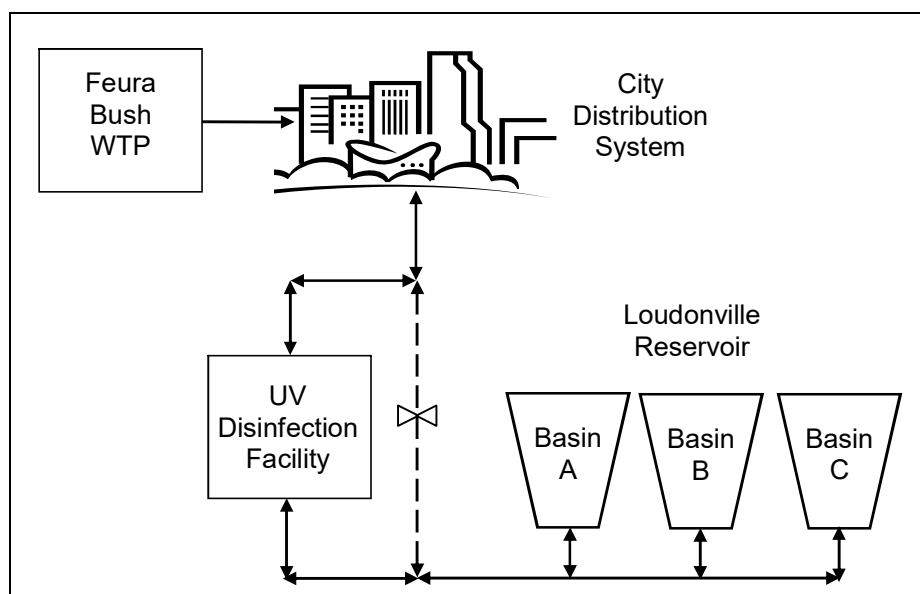 Feura
Bush
WTP
City
Distribution
System
Loudonville
Reservoir
UV
Disinfection
Facility
Basin
A
Basin
B
Basin
C